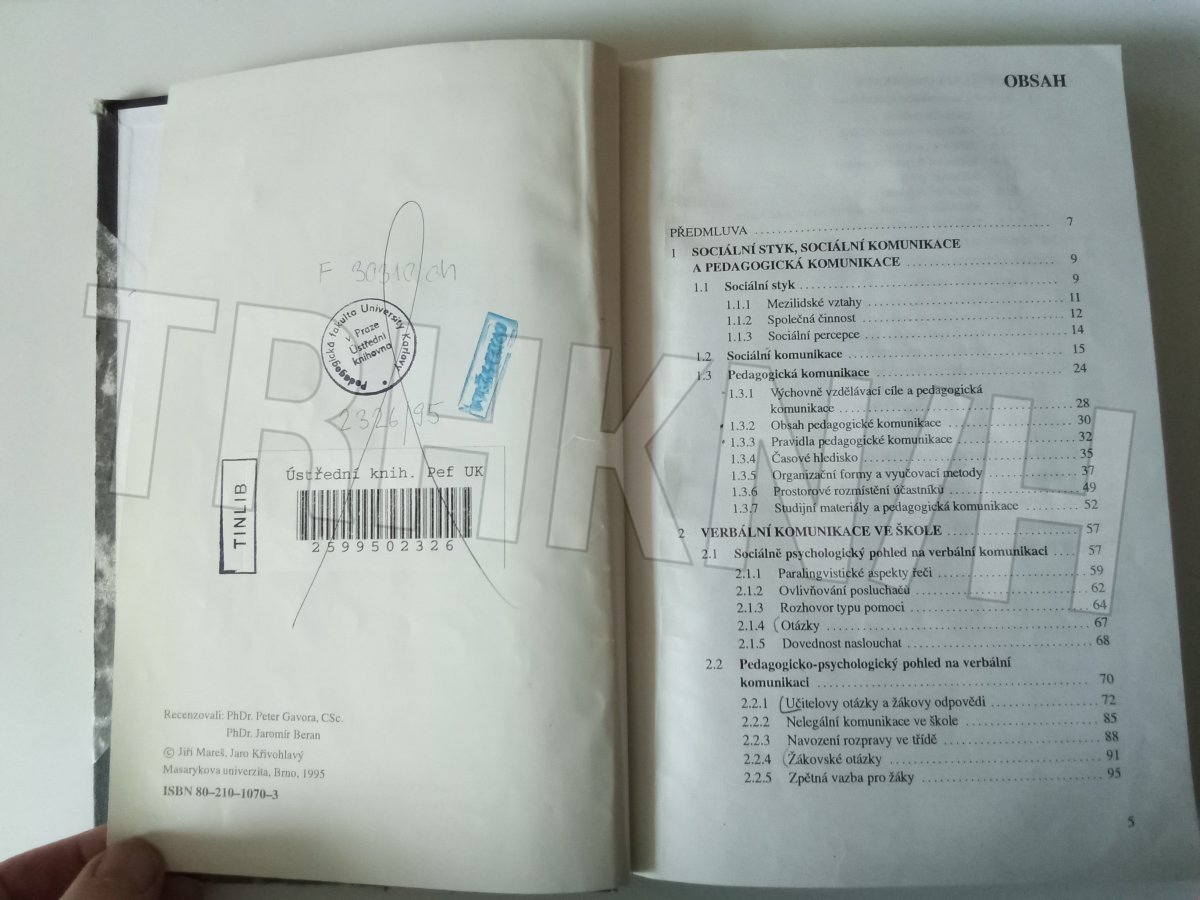 Pedagogická fakulta Univerzity Karlovy
v Praze
Ústřední
knihovna
2326/95
Ústřední knih. Pef UK
TINLIB
2599502326
Recenzovali: PhDr. Peter Gavora, CSc.
PhDr. Jaromír Beran
© Jiří Mareš, Jaro Křivohlavý
Masarykova univerzita, Brno, 1995
ISBN 80–210–1070–3
OBSAH
PŘEDMLUVA 7
1 SOCIÁLNÍ STYK, SOCIÁLNÍ KOMUNIKACE
A PEDAGOGICKÁ KOMUNIKACE 9
1.1 Sociální styk 9
1.1.1 Mezilidské vztahy 11
1.1.2 Společná činnost 12
1.1.3 Sociální percepce 14
1.2 Sociální komunikace 15
1.3 Pedagogická komunikace 24
1.3.1 Výchovně vzdělávací cíle a pedagogická
komunikace 28
1.3.2 Obsah pedagogické komunikace 30
1.3.3 Pravidla pedagogické komunikace 32
1.3.4 Časové hledisko 35
1.3.5 Organizační formy a vyučovací metody 37
1.3.6 Prostorové rozmístění účastníků 49
1.3.7 Studijní materiály a pedagogická komunikace 52
2 VERBÁLNÍ KOMUNIKACE VE ŠKOLE 57
2.1 Sociálně psychologický pohled na verbální komunikaci 57
2.1.1 Paralingvistické aspekty řeči 59
2.1.2 Ovlivňování posluchačů 62
2.1.3 Rozhovor typu pomoci 64
2.1.4 Otázky 67
2.1.5 Dovednost naslouchat 68
2.2 Pedagogicko-psychologický pohled na verbální
komunikaci 70
2.2.1 Učitelovy otázky a žákovy odpovědi 72
2.2.2 Nelegální komunikace ve škole 85
2.2.3 Navození rozpravy ve třídě 88
2.2.4 Žákovské otázky 91
2.2.5 Zpětná vazba pro žáky 95
5
TRHKNIH